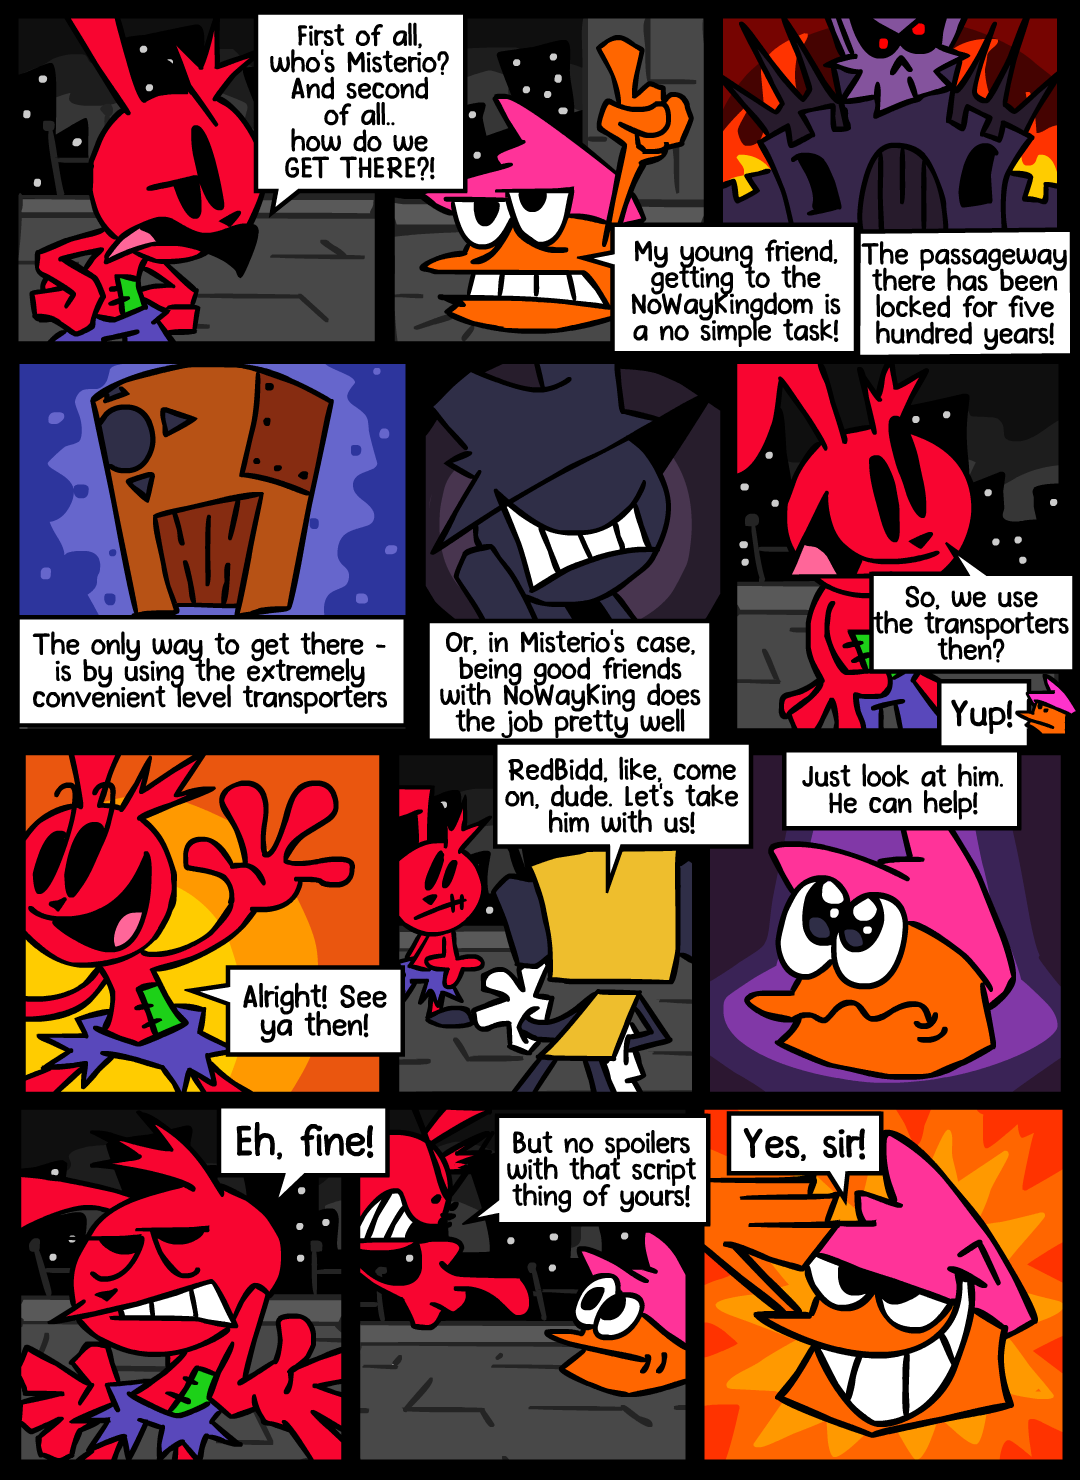 First of all,
who's Misterio?
And second
of all..
how do we
GET THERE?!
My young friend,
getting to the
NoWayKingdom is
a no simple task!
The passageway
there has been
locked for five
hundred years!
The only way to get there -
is by using the extremely
convenient level transporters
Or, in Misterio's case,
being good friends
with NoWayKing does
the job pretty well
So, we use
the transporters
then?
Yup!
Alright! See
ya then!
RedBidd, like, come
on, dude. Let's take
him with us!
Just look at him.
He can help!
Eh, fine!
But no spoilers
with that script
thing of yours!
Yes, sir!